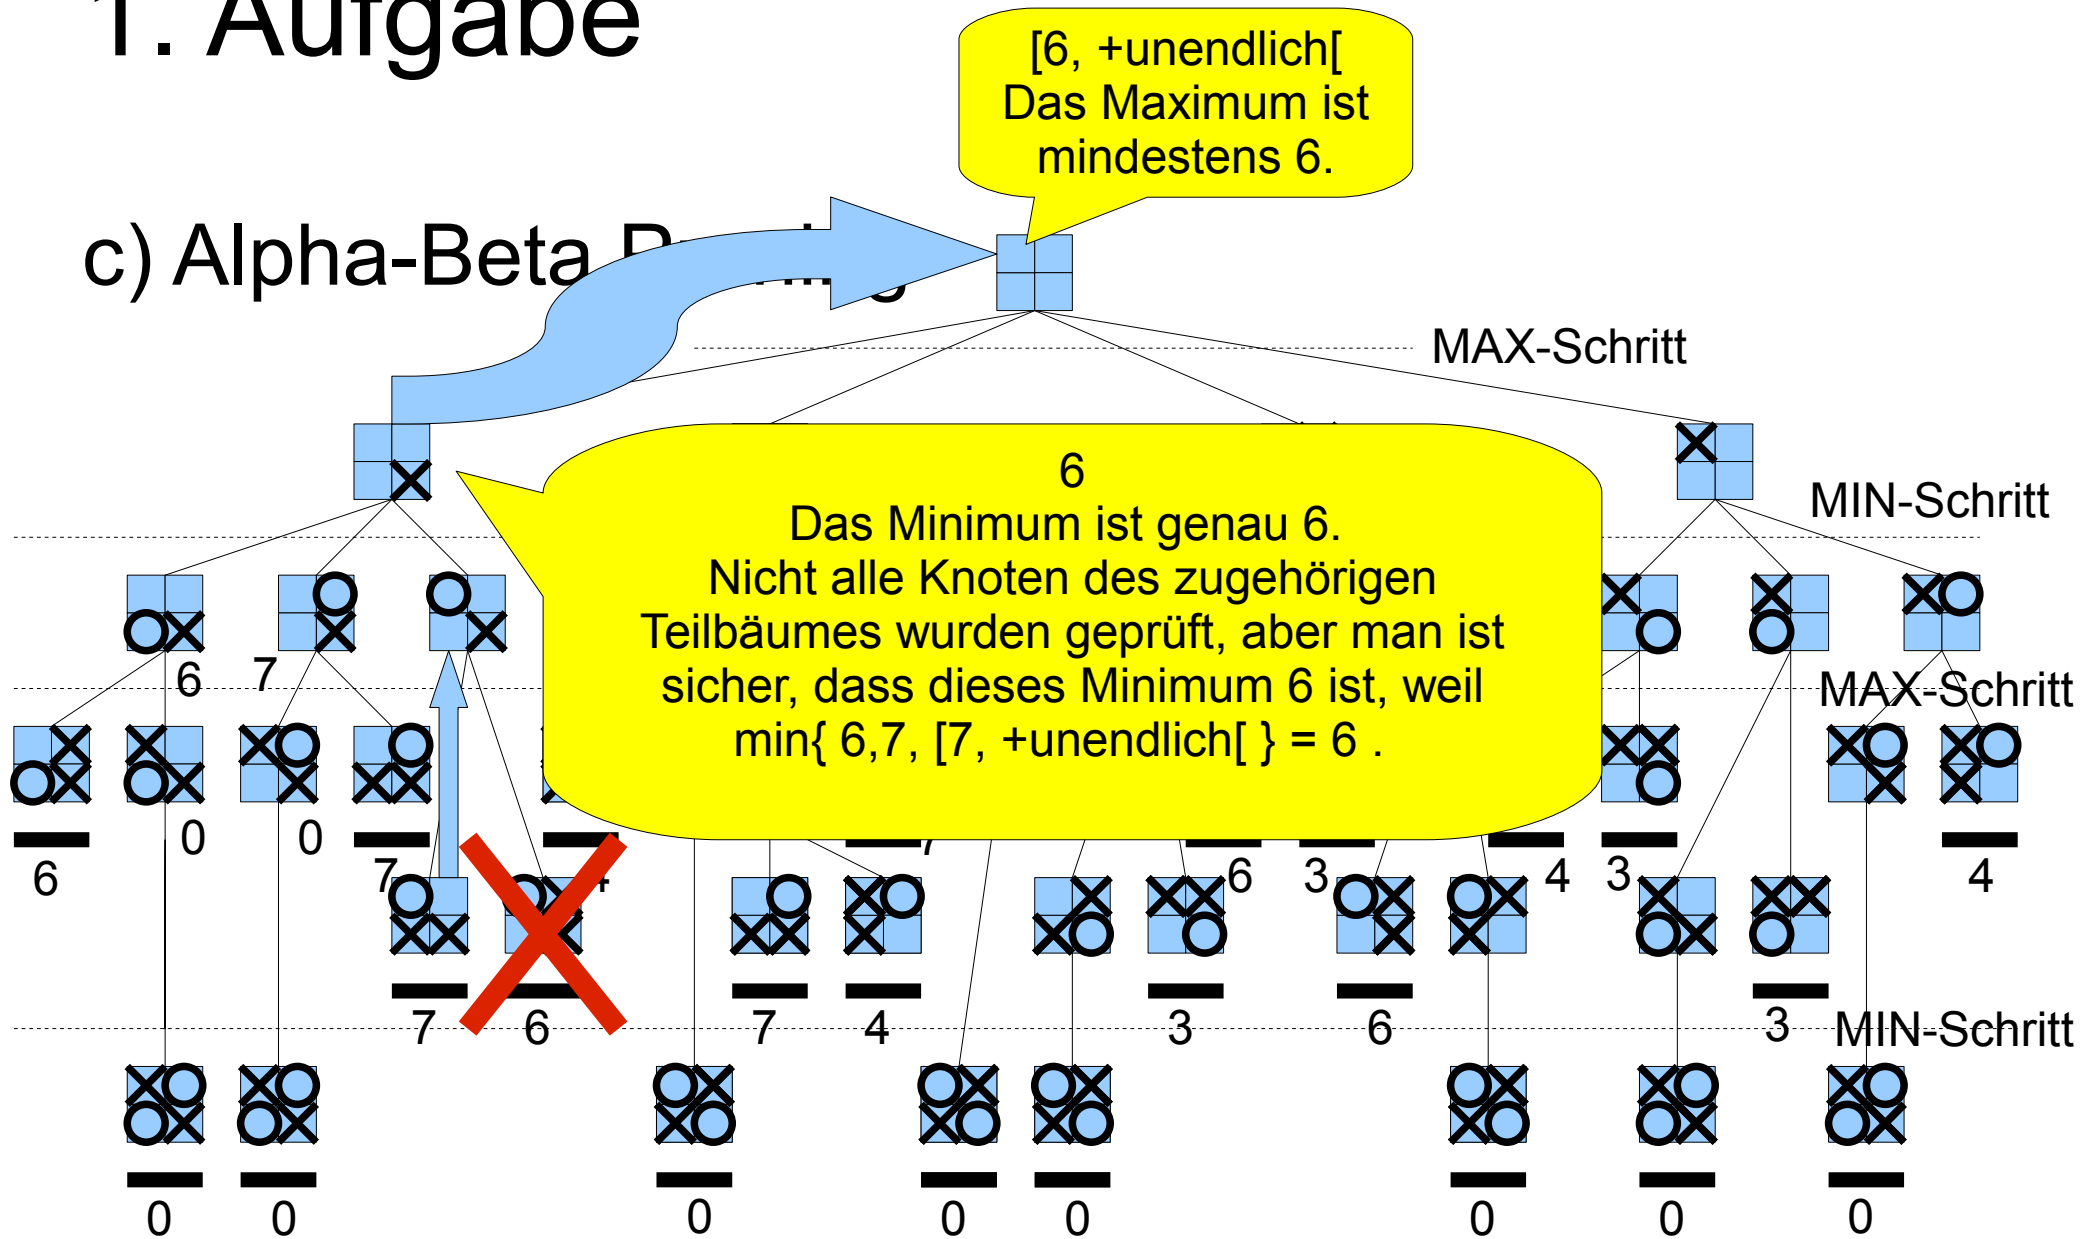 1. Aufgabe
[6, +unendlich[
Das Maximum ist
mindestens 6.
c) Alpha-Beta
MAX-Schritt
6
Das Minimum ist genau 6.
Nicht alle Knoten des zugehörigen
Teilbäumes wurden geprüft, aber man ist
sicher, dass dieses Minimum 6 ist, weil
min{ 6,7, [7, +unendlich[ } = 6 .
MIN-Schritt
6 7
MAX-Schritt
6 0 0 7 4 7 6 3 4 3 4
7 6 7 4 3 6 3
MIN-Schritt
0 0 0 0 0 0 0 0